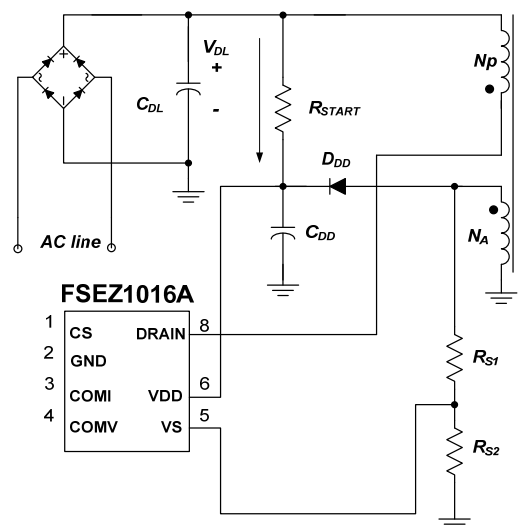 V_DL
+
Np
+
C_DL
R_START
-
-
D_DD
N_A
C_DD
~
~
AC line
FSEZ1016A
1 CS DRAIN 8
2 GND
3 COMI VDD 6
4 COMV VS 5
R_S1
R_S2